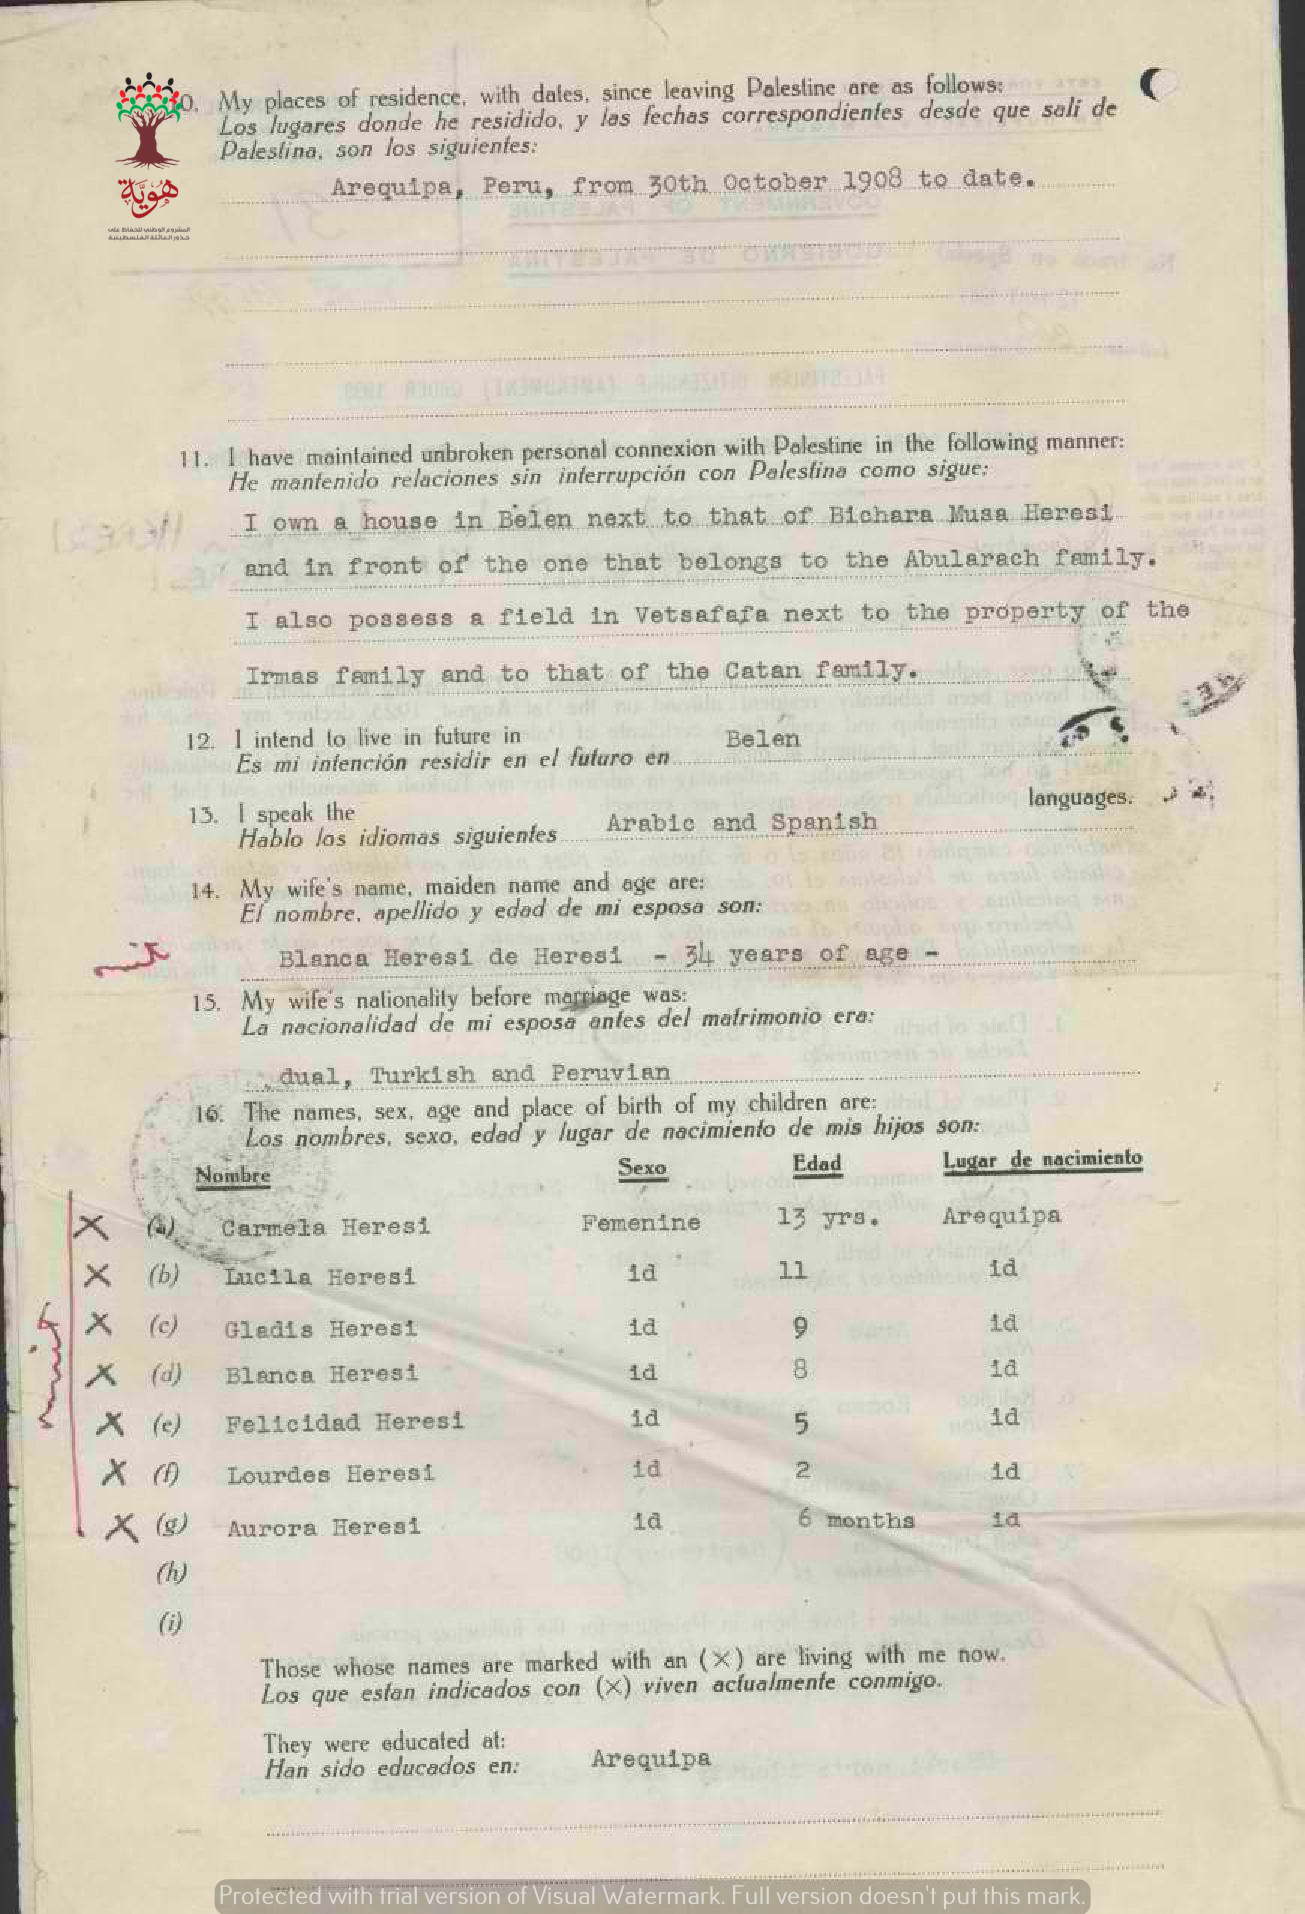 10. My places of residence, with dates, since leaving Palestine are as follows:
Los lugares donde he residido, y las fechas correspondientes desde que salí de
Palestina, son los siguientes:
Arequipa, Peru, from 30th October 1908 to date.
هوية
المشروع الوطني للحفاظ على
جذور العائلة الفلسطينية
11. I have maintained unbroken personal connexion with Palestine in the following manner:
He mantenido relaciones sin interrupción con Palestina como sigue:
I own a house in Belen next to that of Bichara Musa Heresi
and in front of the one that belongs to the Abularach family.
I also possess a field in Vetsafafa next to the property of the
Irmas family and to that of the Catan family.
12. I intend to live in future in
Es mi intención residir en el futuro en Belen
13. I speak the languages.
Hablo los idiomas siguientes Arabic and Spanish
14. My wife's name, maiden name and age are:
El nombre, apellido y edad de mi esposa son:
Blanca Heresi de Heresi - 34 years of age -
15. My wife's nationality before marriage was:
La nacionalidad de mi esposa antes del matrimonio era:
dual, Turkish and Peruvian
16. The names, sex, age and place of birth of my children are:
Los nombres, sexo, edad y lugar de nacimiento de mis hijos son:
Nombre Sexo Edad Lugar de nacimiento
X (a) Carmela Heresi Femenine 13 yrs. Arequipa
X (b) Lucila Heresi id 11 id
X (c) Gladis Heresi id 9 id
X (d) Blanca Heresi id 8 id
X (e) Felicidad Heresi id 5 id
X (f) Lourdes Heresi id 2 id
X (g) Aurora Heresi id 6 months id
(h)
(i)
Those whose names are marked with an (X) are living with me now.
Los que estan indicados con (X) viven actualmente conmigo.
They were educated at:
Han sido educados en: Arequipa
Protected with trial version of Visual Watermark. Full version doesn't put this mark.